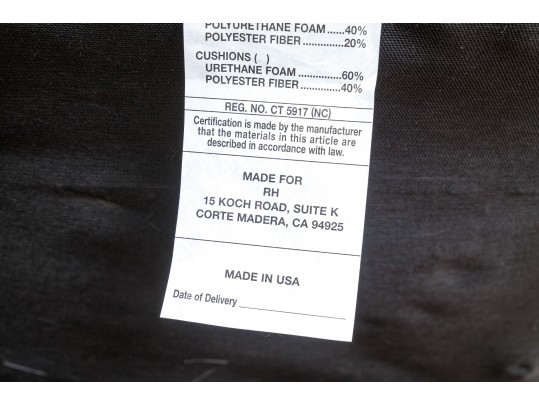 POLYURETHANE FOAM......40%
POLYESTER FIBER..............20%
CUSHIONS ( )
URETHANE FOAM ...............60%
POLYESTER FIBER..............40%
REG. NO. CT 5917 (NC)
Certification is made by the manufacturer
that the materials in this article are
described in accordance with law.
MADE FOR
RH
15 KOCH ROAD, SUITE K
CORTE MADERA, CA 94925
MADE IN USA
Date of Delivery